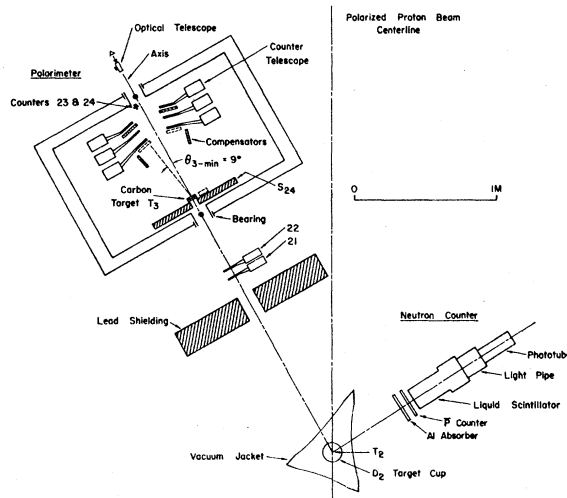 Optical Telescope
Axis
Polarimeter
Counters 23 & 24
Counter
Telescope
Compensators
θ3-min = 9°
Carbon
Target T3
S24
Bearing
22
21
Lead Shielding
Vacuum Jacket
T2
D2 Target Cup
Polarized Proton Beam
Centerline
0
1M
Neutron Counter
Phototube
Light Pipe
Liquid Scintillator
P̅ Counter
Al Absorber